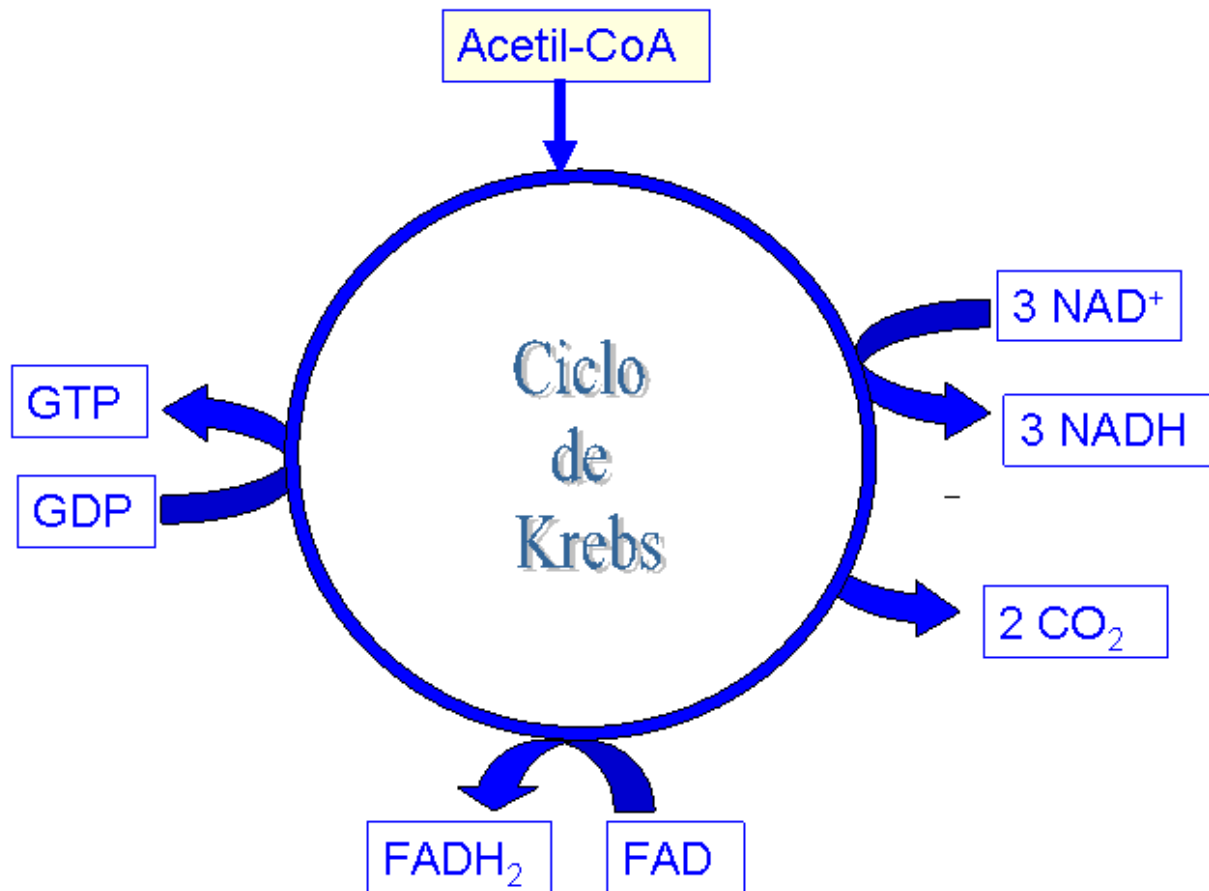 Acetil-CoA
3 NAD⁺
3 NADH
Ciclo
de
Krebs
GTP
GDP
2 CO₂
FADH₂
FAD